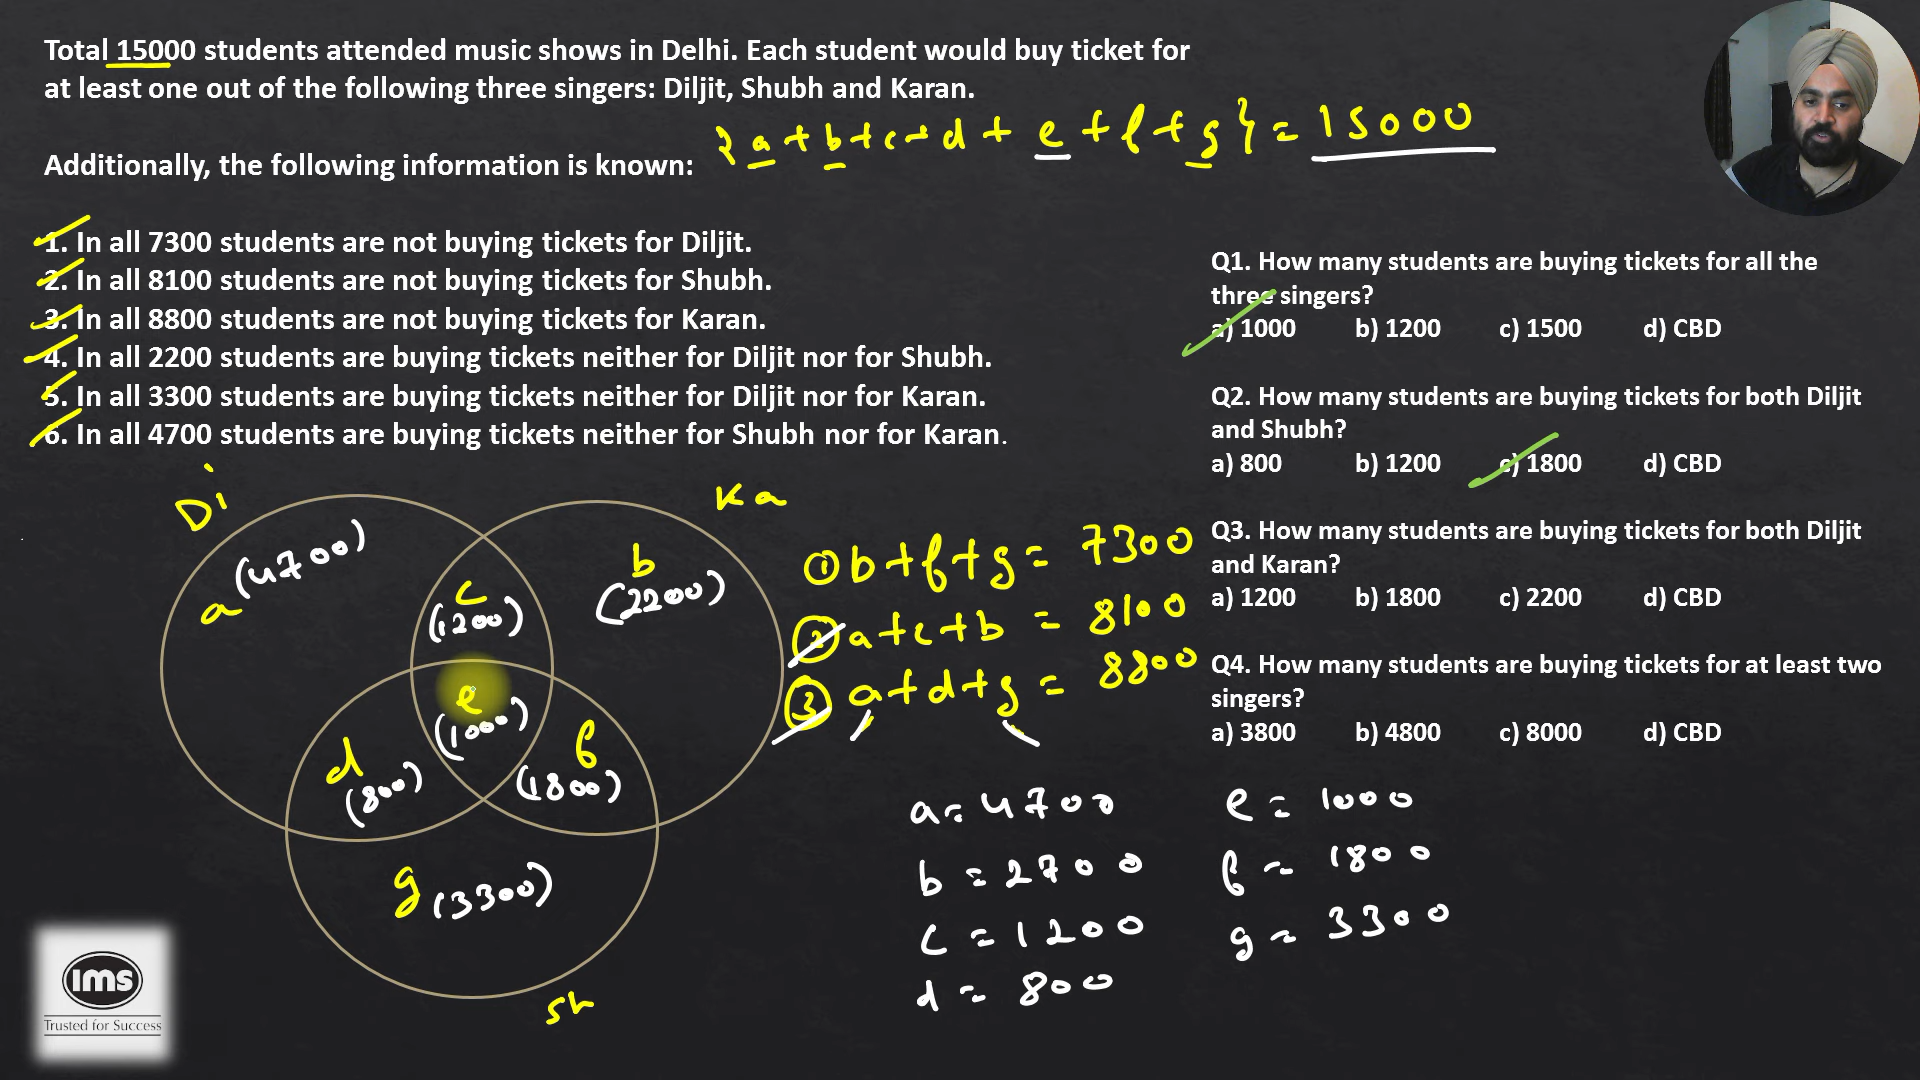 Total 15000 students attended music shows in Delhi. Each student would buy ticket for
at least one out of the following three singers: Diljit, Shubh and Karan.
{a+b+c+d+e+f+g}=15000
Additionally, the following information is known:
1. In all 7300 students are not buying tickets for Diljit.
2. In all 8100 students are not buying tickets for Shubh.
3. In all 8800 students are not buying tickets for Karan.
4. In all 2200 students are buying tickets neither for Diljit nor for Shubh.
5. In all 3300 students are buying tickets neither for Diljit nor for Karan.
6. In all 4700 students are buying tickets neither for Shubh nor for Karan.
Di
Ka
a (4700)
c
(1200)
b
(2200)
e
(1000)
d
(800)
f
(1800)
g (3300)
Sh
① b+f+g = 7300
② a+c+b = 8100
③ a+d+g = 8800
a = 4700
b = 2700
c = 1200
d = 800
e = 1000
f = 1800
g = 3300
Q1. How many students are buying tickets for all the
three singers?
a) 1000 b) 1200 c) 1500 d) CBD
Q2. How many students are buying tickets for both Diljit
and Shubh?
a) 800 b) 1200 c) 1800 d) CBD
Q3. How many students are buying tickets for both Diljit
and Karan?
a) 1200 b) 1800 c) 2200 d) CBD
Q4. How many students are buying tickets for at least two
singers?
a) 3800 b) 4800 c) 8000 d) CBD
ims
Trusted for Success